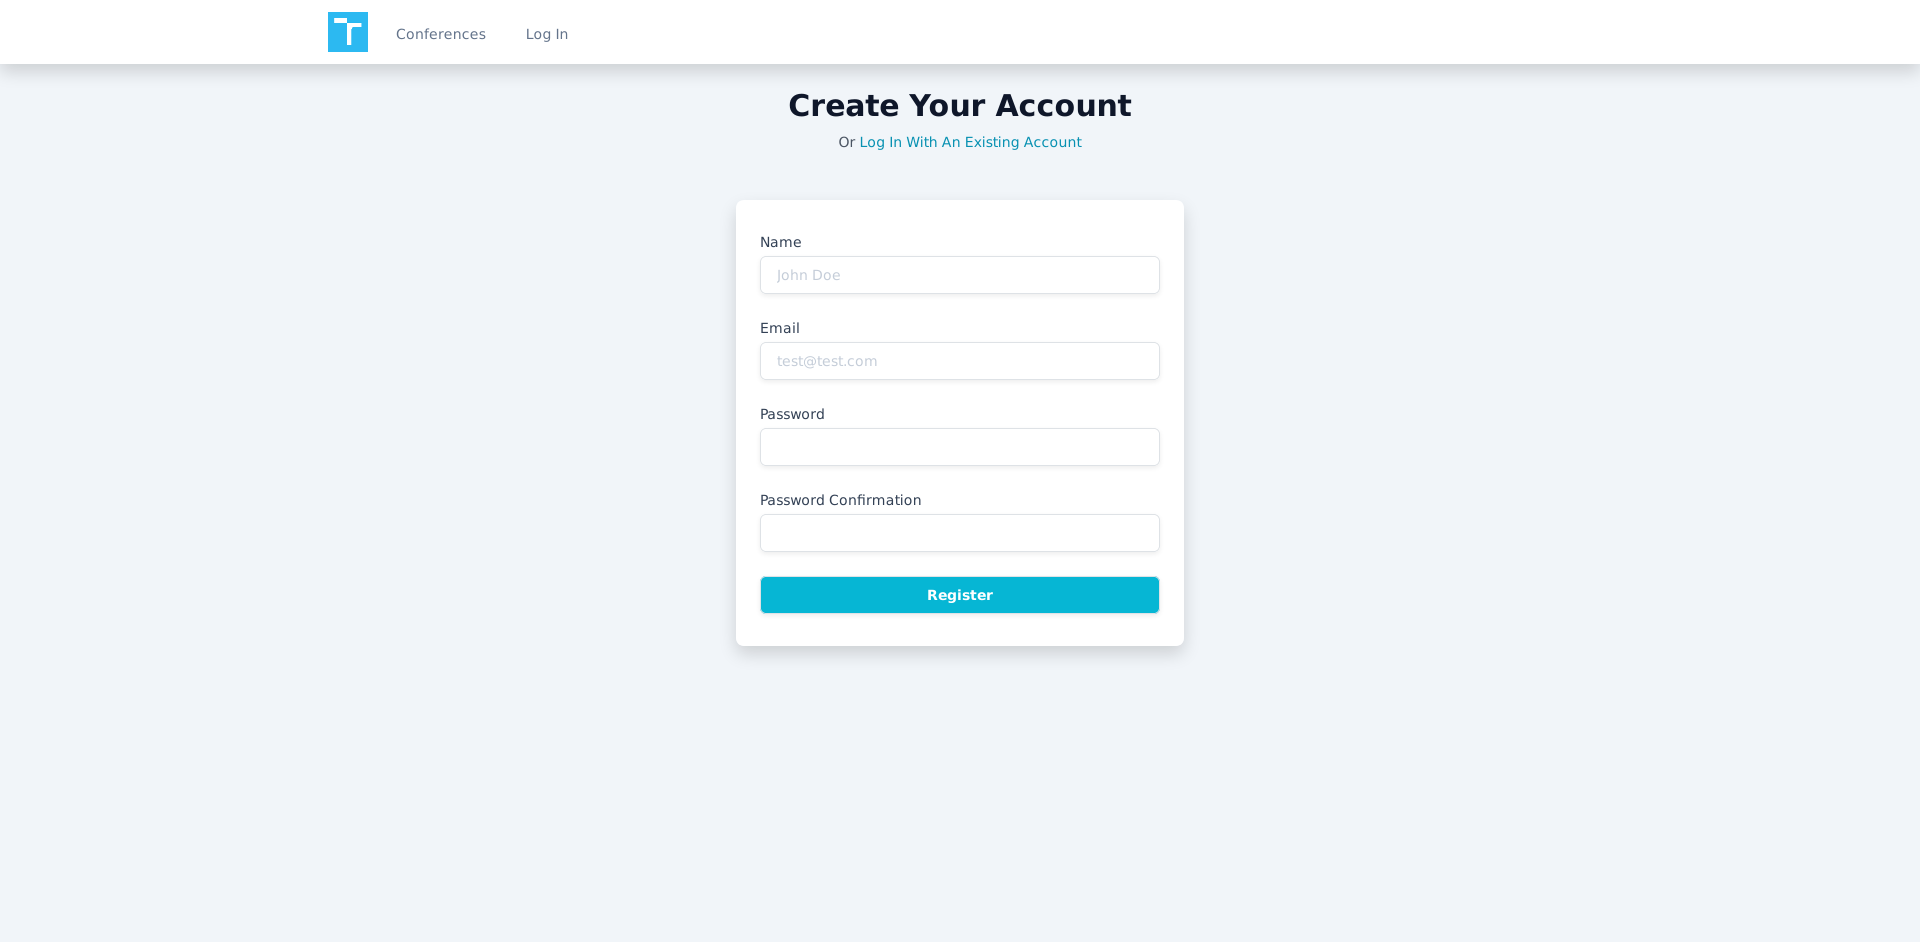 Conferences
Log In
Create Your Account
Or Log In With An Existing Account
Name
John Doe
Email
test@test.com
Password
Password Confirmation
Register